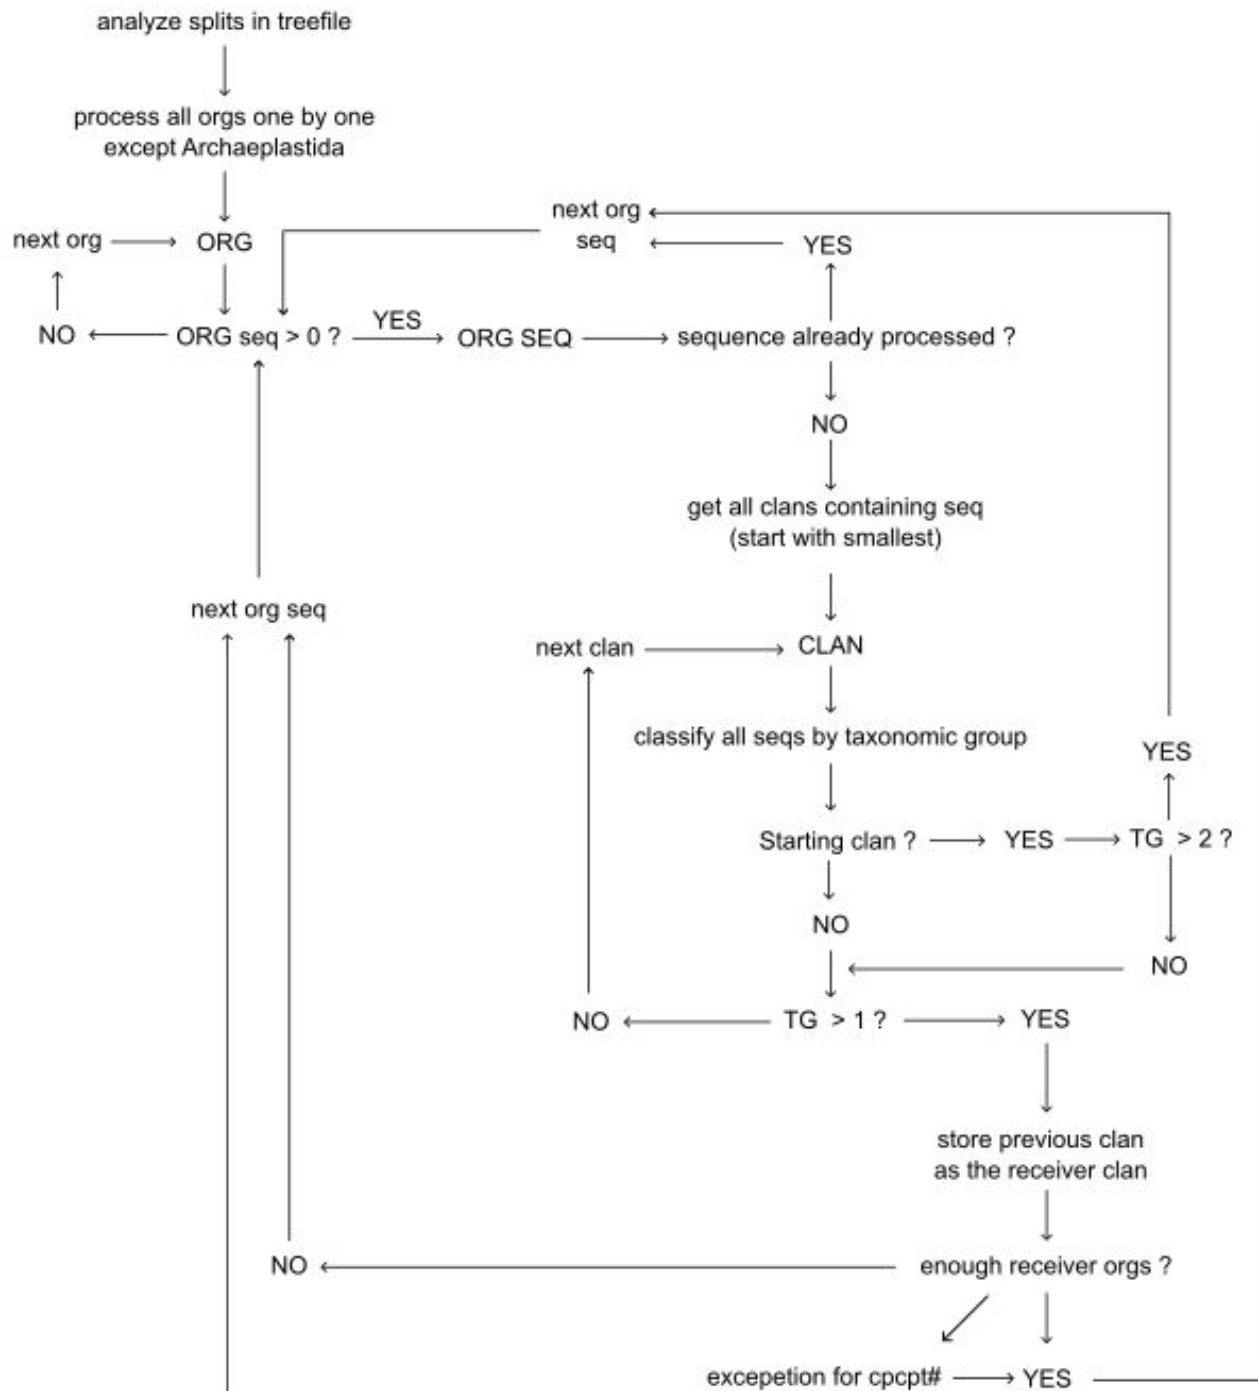 analyze splits in treefile
process all orgs one by one
except Archaeplastida
next org
ORG
next org
seq
YES
NO
ORG seq > 0 ?
YES
ORG SEQ
sequence already processed ?
NO
get all clans containing seq
(start with smallest)
next org seq
next clan
CLAN
classify all seqs by taxonomic group
YES
Starting clan ?
YES
TG > 2 ?
NO
NO
NO
TG > 1 ?
YES
store previous clan
as the receiver clan
NO
enough receiver orgs ?
excepetion for cpcpt#
YES